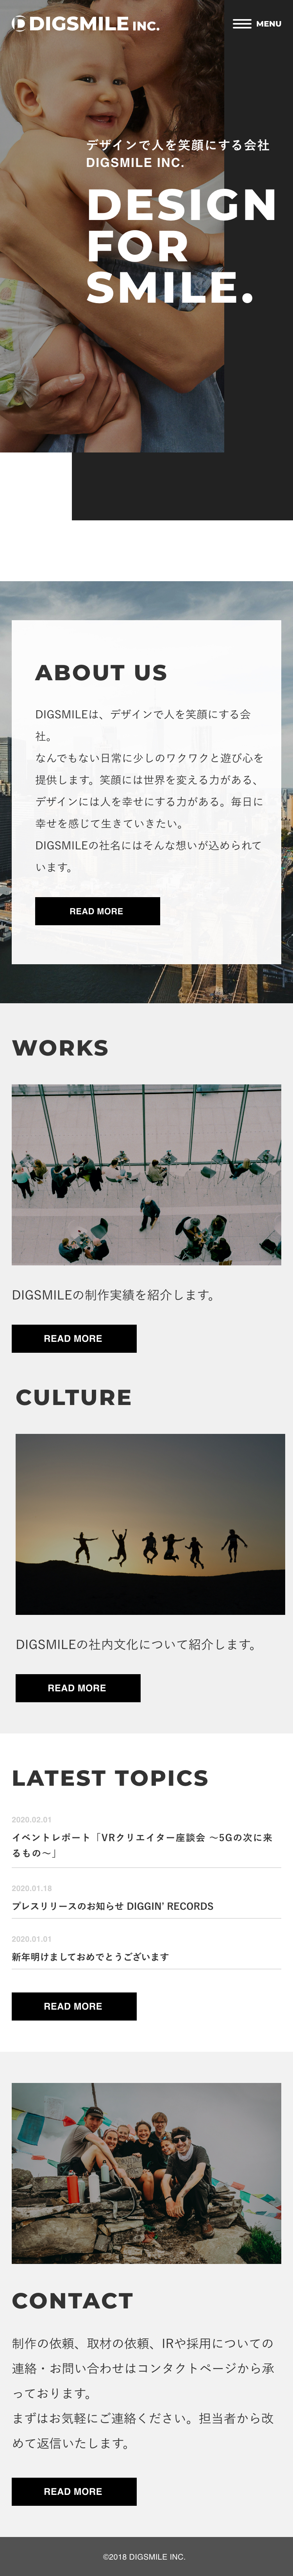 DIGSMILE INC.
MENU
デザインで人を笑顔にする会社
DIGSMILE INC.
DESIGN
FOR
SMILE.
ABOUT US
DIGSMILEは、デザインで人を笑顔にする会
社。
なんでもない日常に少しのワクワクと遊び心を
提供します。笑顔には世界を変える力がある、
デザインには人を幸せにする力がある。毎日に
幸せを感じて生きていきたい。
DIGSMILEの社名にはそんな想いが込められて
います。
READ MORE
WORKS
DIGSMILEの制作実績を紹介します。
READ MORE
CULTURE
DIGSMILEの社内文化について紹介します。
READ MORE
LATEST TOPICS
2020.02.01
イベントレポート「VRクリエイター座談会 〜5Gの次に来
るもの〜」
2020.01.18
プレスリリースのお知らせ DIGGIN’ RECORDS
2020.01.01
新年明けましておめでとうございます
READ MORE
CONTACT
制作の依頼、取材の依頼、IRや採用についての
連絡・お問い合わせはコンタクトページから承
っております。
まずはお気軽にご連絡ください。担当者から改
めて返信いたします。
READ MORE
©2018 DIGSMILE INC.